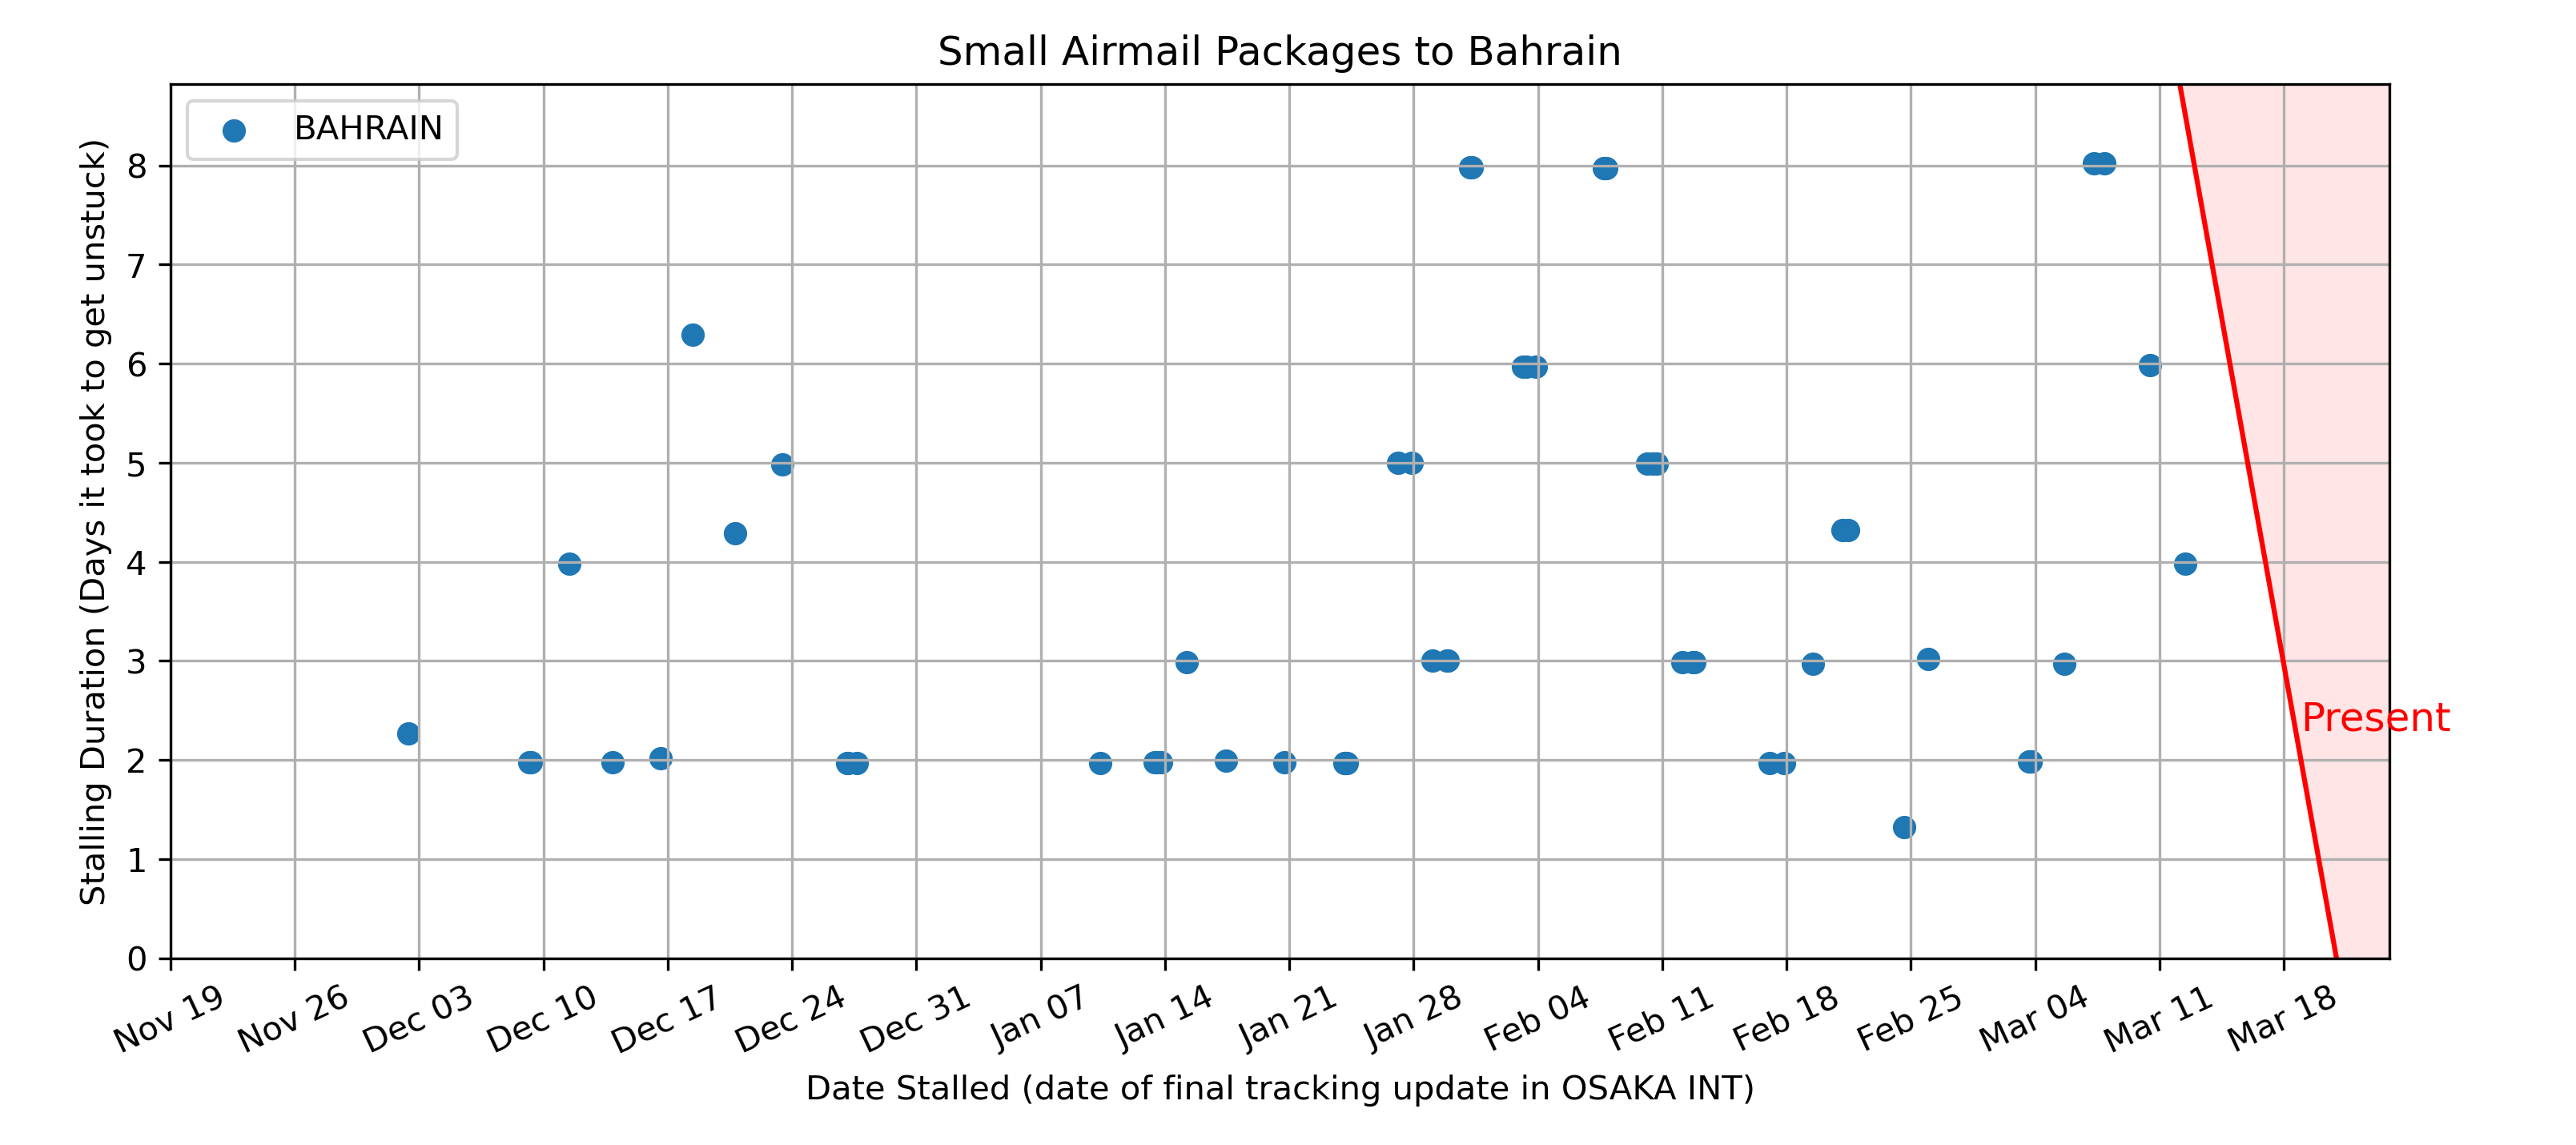 Small Airmail Packages to Bahrain
BAHRAIN
Stalling Duration (Days it took to get unstuck)
8
7
6
5
4
3
2
1
0
Present
Nov 19
Nov 26
Dec 03
Dec 10
Dec 17
Dec 24
Dec 31
Jan 07
Jan 14
Jan 21
Jan 28
Feb 04
Feb 11
Feb 18
Feb 25
Mar 04
Mar 11
Mar 18
Date Stalled (date of final tracking update in OSAKA INT)